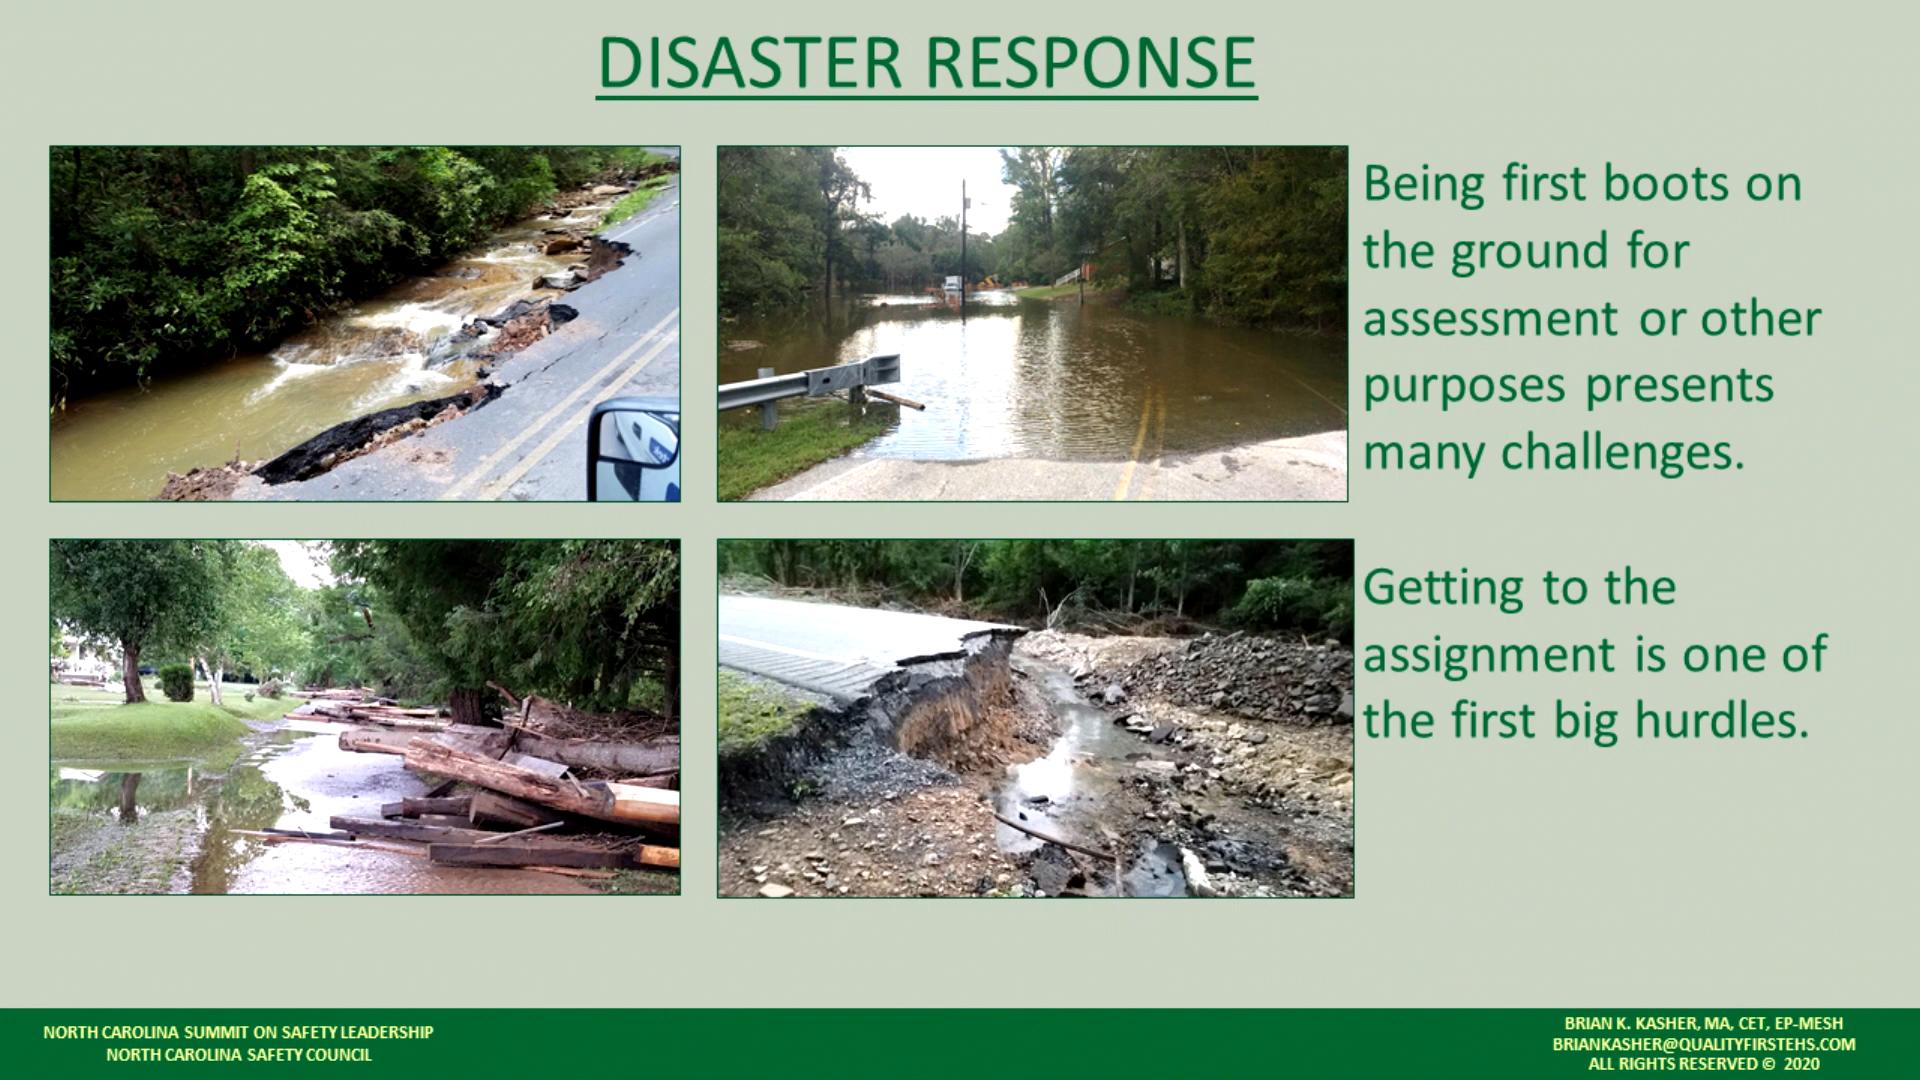 DISASTER RESPONSE
Being first boots on
the ground for
assessment or other
purposes presents
many challenges.
Getting to the
assignment is one of
the first big hurdles.
NORTH CAROLINA SUMMIT ON SAFETY LEADERSHIP
NORTH CAROLINA SAFETY COUNCIL
BRIAN K. KASHER, MA, CET, EP-MESH
BRIANKASHER@QUALITYFIRSTEHS.COM
ALL RIGHTS RESERVED © 2020